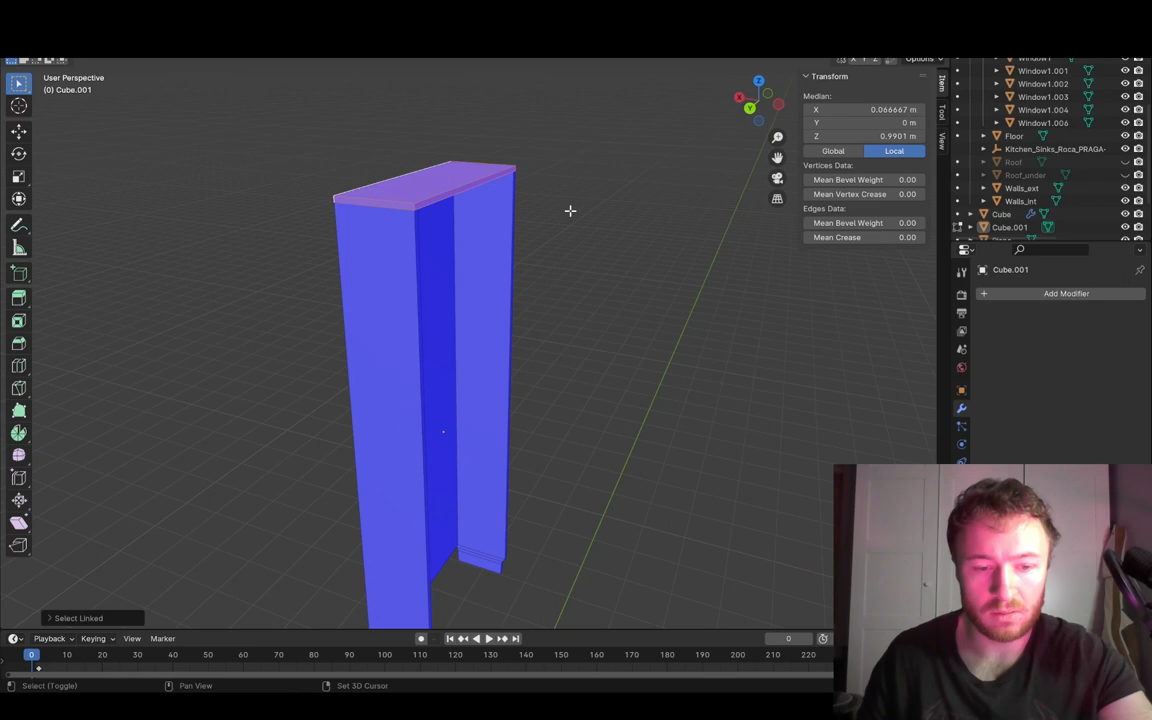 Options
User Perspective
(0) Cube.001
X
Z
Y
Transform
Median:
X 0.066667 m
Y 0 m
Z 0.9901 m
Global Local
Vertices Data:
Mean Bevel Weight 0.00
Mean Vertex Crease 0.00
Edges Data:
Mean Bevel Weight 0.00
Mean Crease 0.00
Item
Tool
View
Window1.001
Window1.002
Window1.003
Window1.004
Window1.006
Floor
Kitchen_Sinks_Roca_PRAGA-
Roof
Roof_under
Walls_ext
Walls_int
Cube
Cube.001
Cube.001
Add Modifier
Select Linked
Playback Keying View Marker 0
0 10 20 30 40 50 60 70 80 90 100 110 120 130 140 150 160 170 180 190 200 210 220
Select (Toggle) Pan View Set 3D Cursor